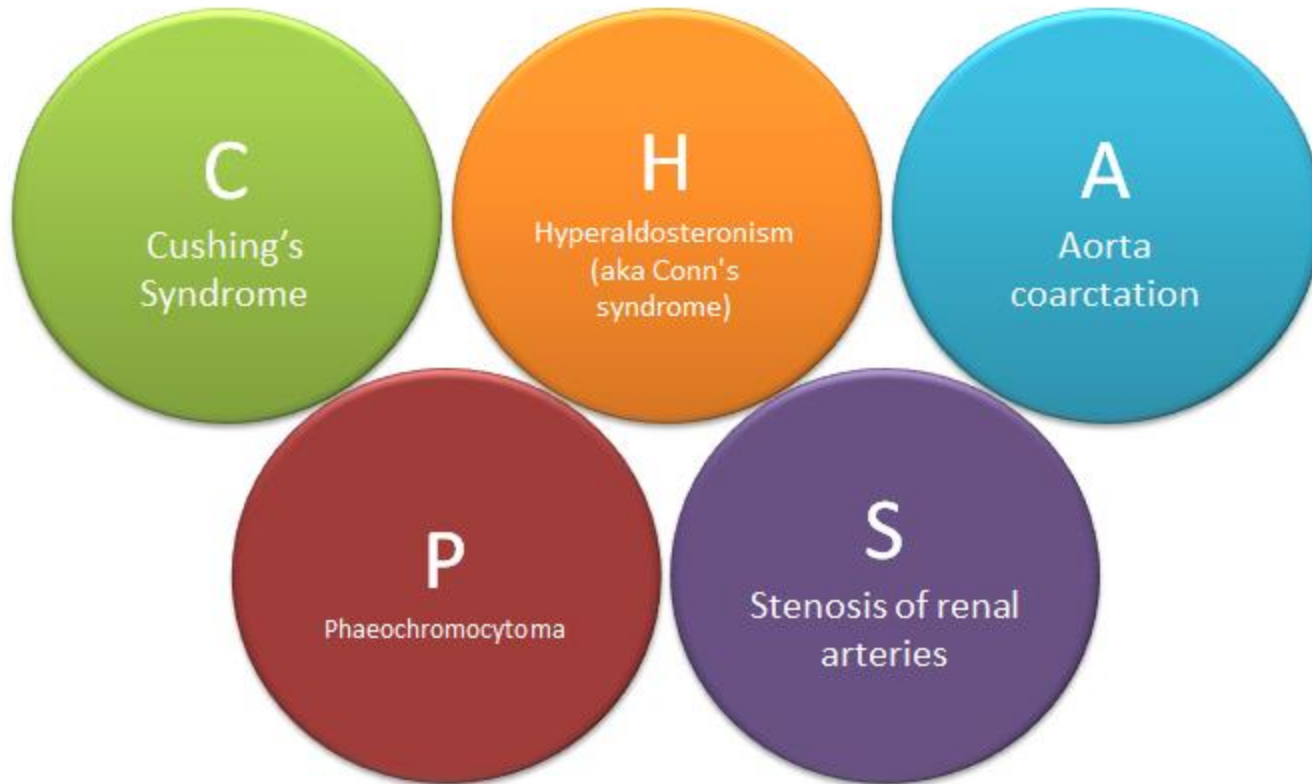 C
Cushing’s
Syndrome
H
Hyperaldosteronism
(aka Conn's
syndrome)
A
Aorta
coarctation
P
Phaeochromocytoma
S
Stenosis of renal
arteries